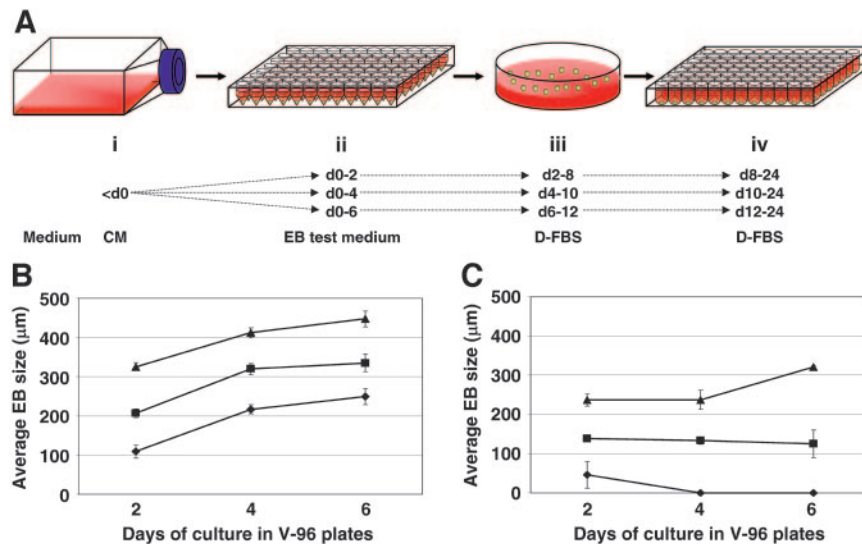 A
i ii iii iv
d0-2 d2-8 d8-24
<d0 d0-4 d4-10 d10-24
d0-6 d6-12 d12-24
Medium CM EB test medium D-FBS D-FBS
B
Average EB size (μm)
500
400
300
200
100
0
2 4 6
Days of culture in V-96 plates
C
Average EB size (μm)
500
400
300
200
100
0
2 4 6
Days of culture in V-96 plates